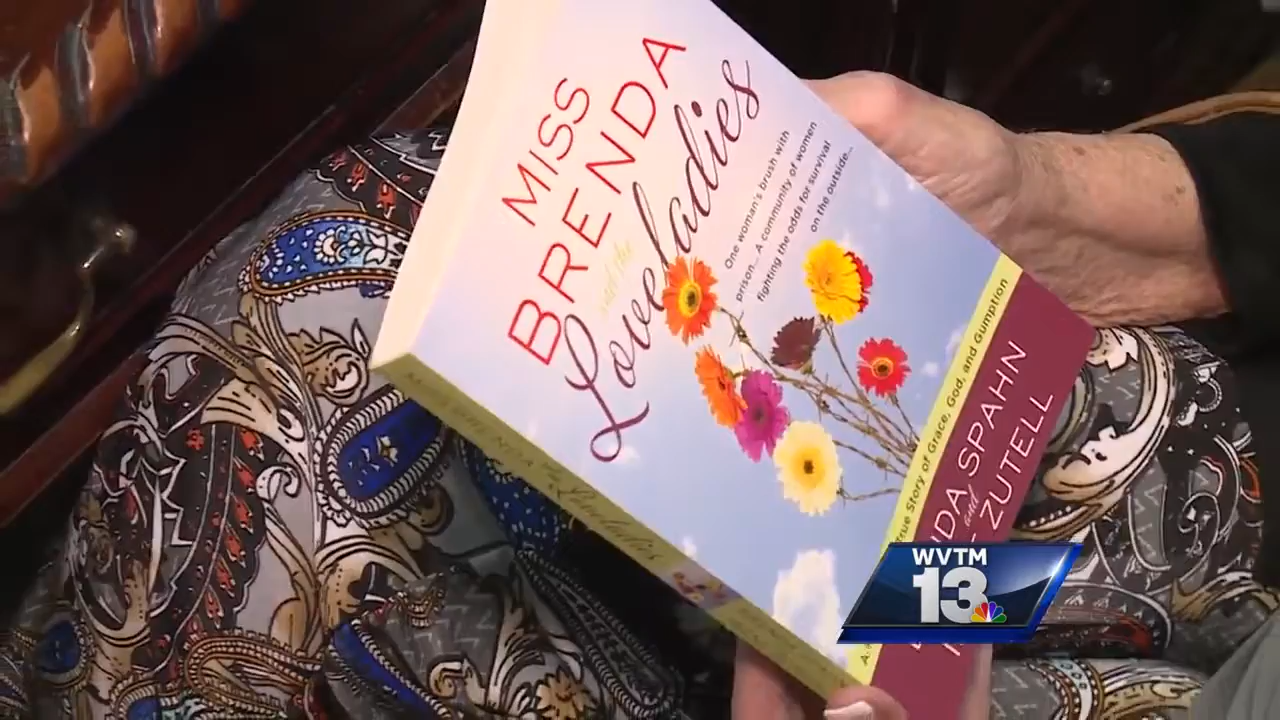 MISS
BRENDA
and the
Loveladies
One woman's brush with
prison... A community of women
fighting the odds for survival
on the outside...
True Story of Grace, God, and Gumption
SPAHN
and
ZUTELL
WVTM
13